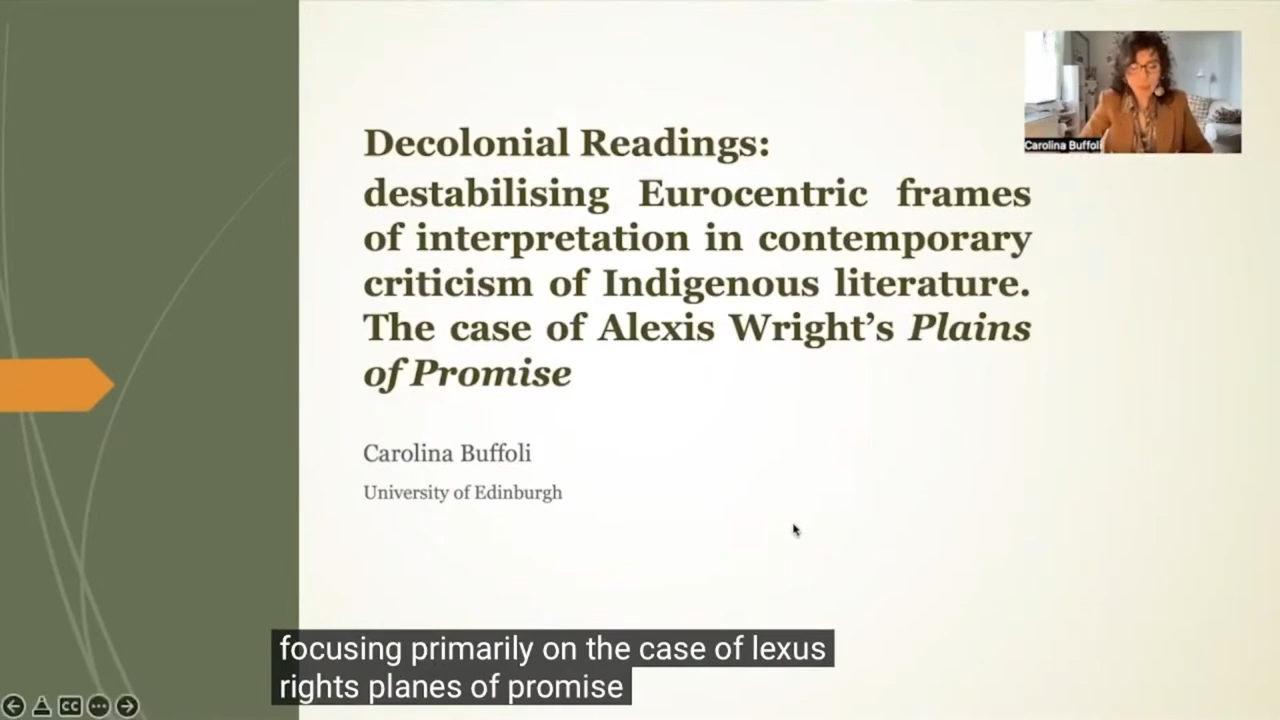 Decolonial Readings:
destabilising Eurocentric frames
of interpretation in contemporary
criticism of Indigenous literature.
The case of Alexis Wright’s Plains
of Promise
Carolina Buffoli
University of Edinburgh
Carolina Buffoli
focusing primarily on the case of lexus
rights planes of promise
CC